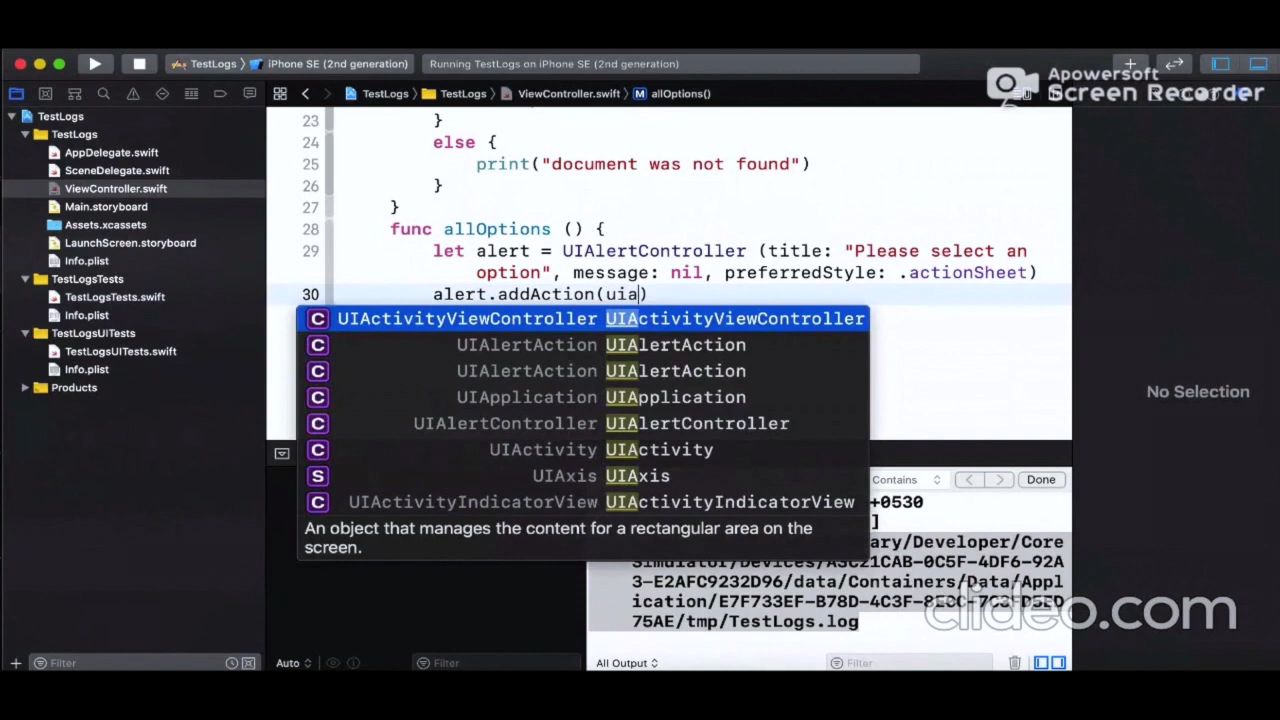 TestLogs 〉 iPhone SE (2nd generation)
Running TestLogs on iPhone SE (2nd generation)
Apowersoft
Screen Recorder
TestLogs 〉 TestLogs 〉 ViewController.swift 〉 M allOptions()
TestLogs
TestLogs
AppDelegate.swift
SceneDelegate.swift
ViewController.swift
Main.storyboard
Assets.xcassets
LaunchScreen.storyboard
Info.plist
TestLogsTests
TestLogsTests.swift
Info.plist
TestLogsUITests
TestLogsUITests.swift
Info.plist
Products
23 }
24 else {
25 print("document was not found")
26 }
27 }
28 func allOptions () {
29 let alert = UIAlertController (title: "Please select an
option", message: nil, preferredStyle: .actionSheet)
30 alert.addAction(uia)
C UIActivityViewController UIActivityViewController
C UIAlertAction UIAlertAction
C UIAlertAction UIAlertAction
C UIApplication UIApplication
C UIAlertController UIAlertController
C UIActivity UIActivity
S UIAxis UIAxis
C UIActivityIndicatorView UIActivityIndicatorView
An object that manages the content for a rectangular area on the
screen.
No Selection
Contains Done
+0530
]
ary/Developer/Core
Simulator/Devices/A3C21CAB-0C5F-4DF6-92A
3-E2AFC9232D96/data/Containers/Data/Appl
ication/E7F733EF-B78D-4C3F-
75AE/tmp/TestLogs.log
clideo.com
Filter
Auto
Filter
All Output
Filter